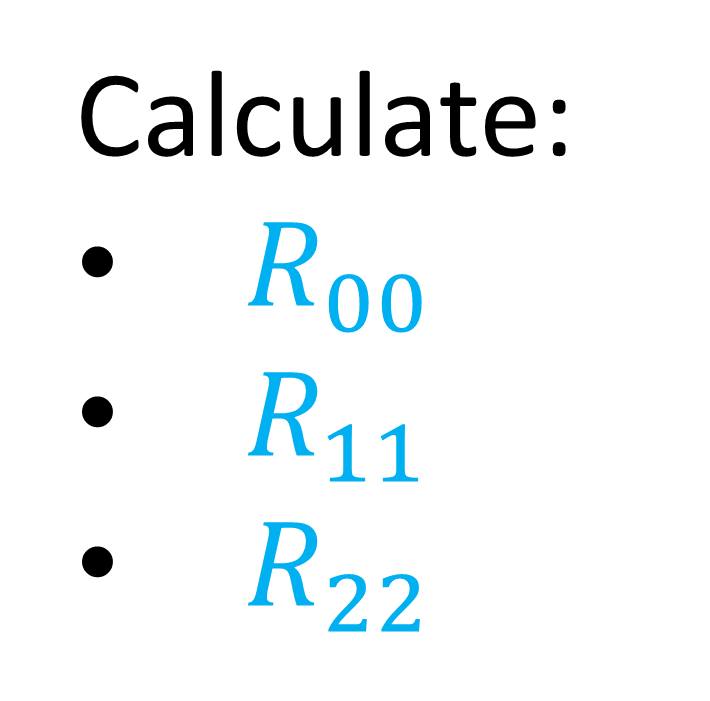 Calculate:
• R₀₀
• R₁₁
• R₂₂